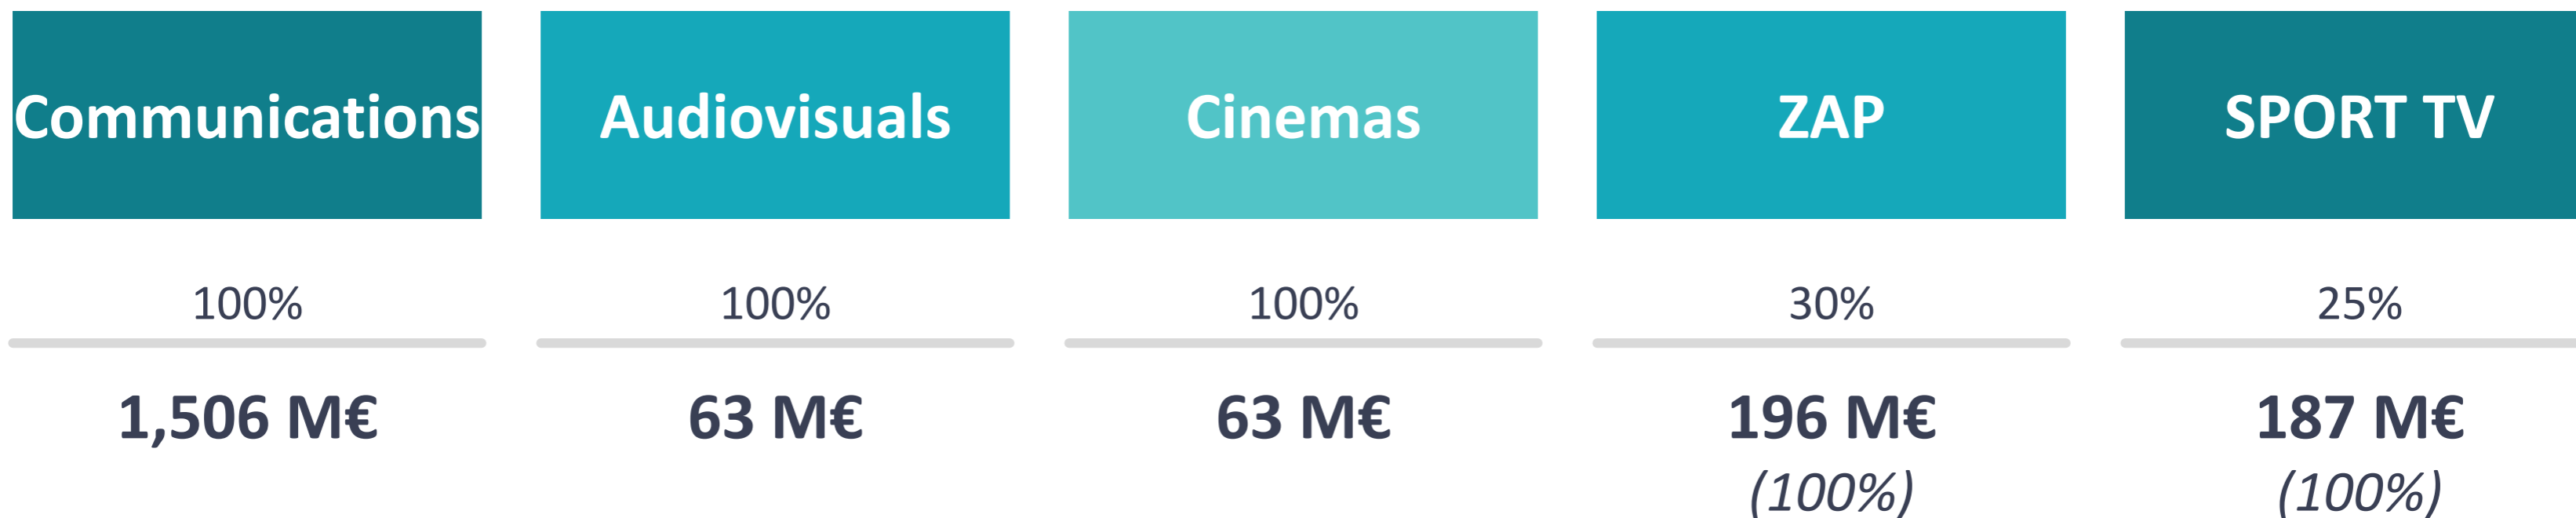 Communications Audiovisuals Cinemas ZAP SPORT TV
100% 100% 100% 30% 25%
1,506 M€ 63 M€ 63 M€ 196 M€ 187 M€
(100%) (100%)